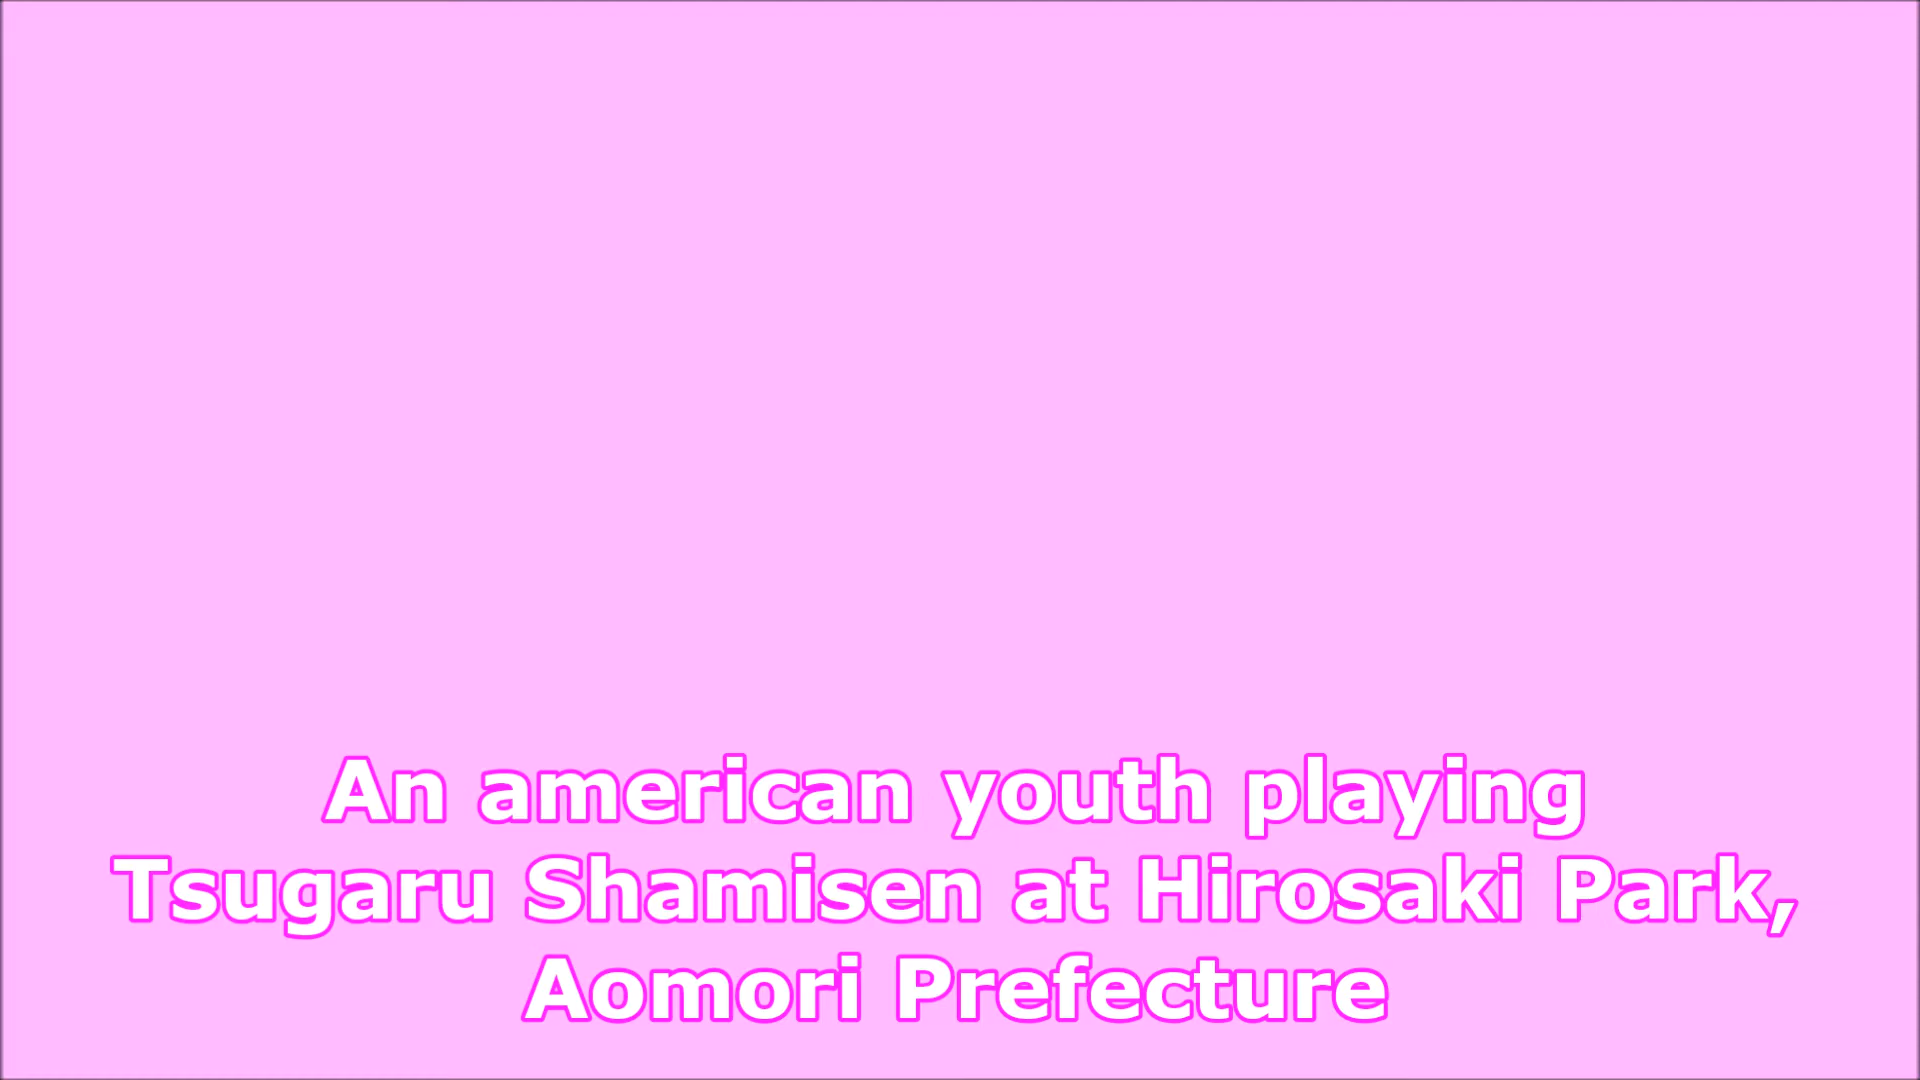 An american youth playing
Tsugaru Shamisen at Hirosaki Park,
Aomori Prefecture